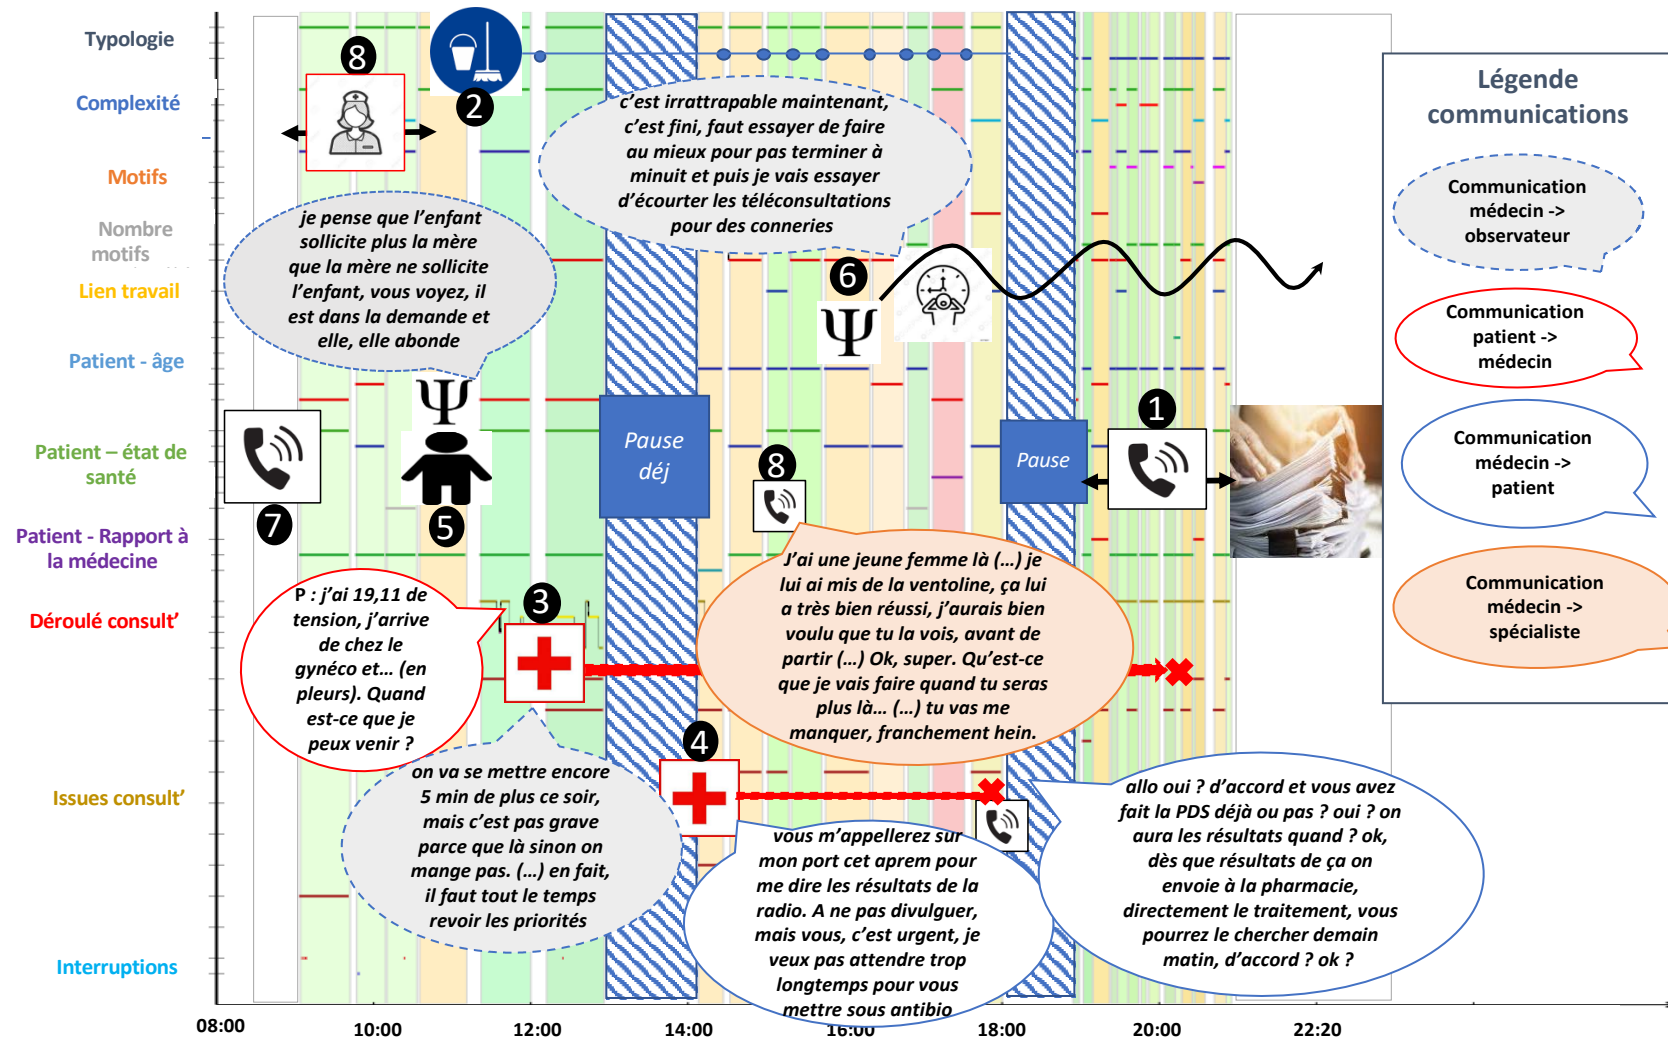 Typologie
Complexité
Motifs
Nombre
motifs
Lien travail
Patient - âge
Patient – état de
santé
Patient - Rapport à
la médecine
Déroulé consult’
Issues consult’
Interruptions
8
2
c’est irrattrapable maintenant,
c’est fini, faut essayer de faire
au mieux pour pas terminer à
minuit et puis je vais essayer
d’écourter les téléconsultations
pour des conneries
je pense que l’enfant
sollicite plus la mère
que la mère ne sollicite
l’enfant, vous voyez, il
est dans la demande et
elle, elle abonde
6
Ψ
Ψ
7
5
Pause
déj
8
Pause
1
P : j’ai 19,11 de
tension, j’arrive
de chez le
gynéco et… (en
pleurs). Quand
est-ce que je
peux venir ?
3
J’ai une jeune femme là (…) je
lui ai mis de la ventoline, ça lui
a très bien réussi, j’aurais bien
voulu que tu la vois, avant de
partir (…) Ok, super. Qu’est-ce
que je vais faire quand tu seras
plus là… (…) tu vas me
manquer, franchement hein.
on va se mettre encore
5 min de plus ce soir,
mais c’est pas grave
parce que là sinon on
mange pas. (…) en fait,
il faut tout le temps
revoir les priorités
4
vous m’appellerez sur
mon port cet aprem pour
me dire les résultats de la
radio. A ne pas divulguer,
mais vous, c’est urgent, je
veux pas attendre trop
longtemps pour vous
mettre sous antibio
allo oui ? d’accord et vous avez
fait la PDS déjà ou pas ? oui ? on
aura les résultats quand ? ok,
dès que résultats de ça on
envoie à la pharmacie,
directement le traitement, vous
pourrez le chercher demain
matin, d’accord ? ok ?
Légende
communications
Communication
médecin ->
observateur
Communication
patient ->
médecin
Communication
médecin ->
patient
Communication
médecin ->
spécialiste
08:00
10:00
12:00
14:00
16:00
18:00
20:00
22:20